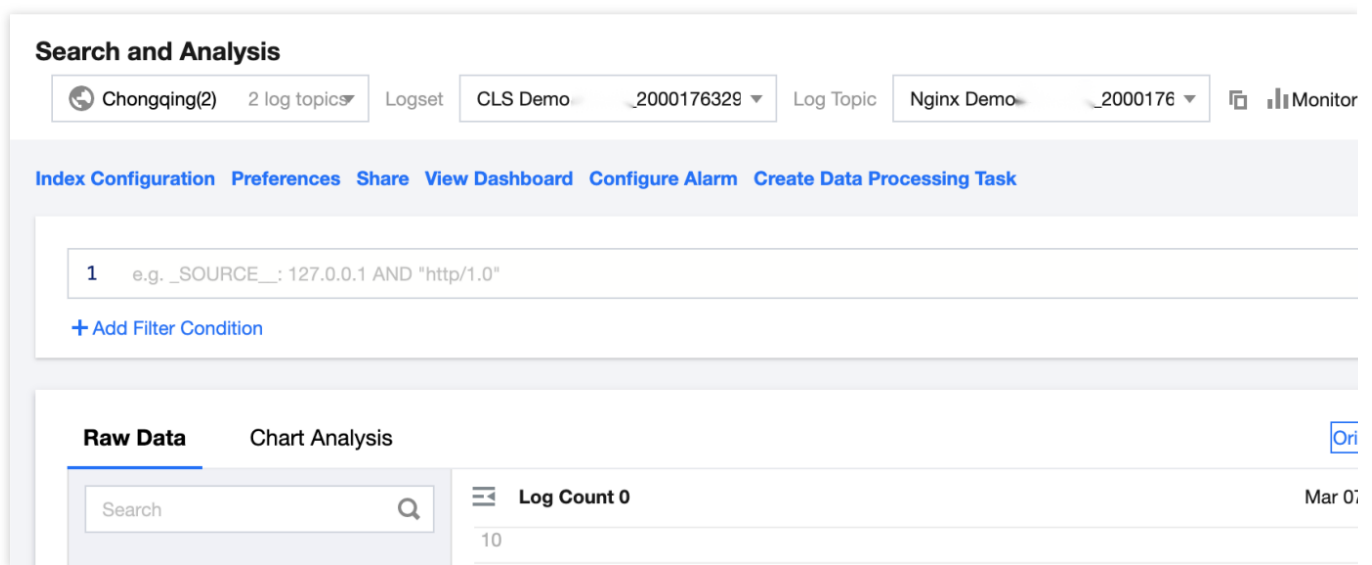 Search and Analysis
Chongqing(2) 2 log topics Logset CLS Demo _2000176329 Log Topic Nginx Demo _2000176 Monitor
Index Configuration Preferences Share View Dashboard Configure Alarm Create Data Processing Task
1 e.g. _SOURCE__: 127.0.0.1 AND "http/1.0"
+ Add Filter Condition
Raw Data Chart Analysis Ori
Search Log Count 0 Mar 07
10